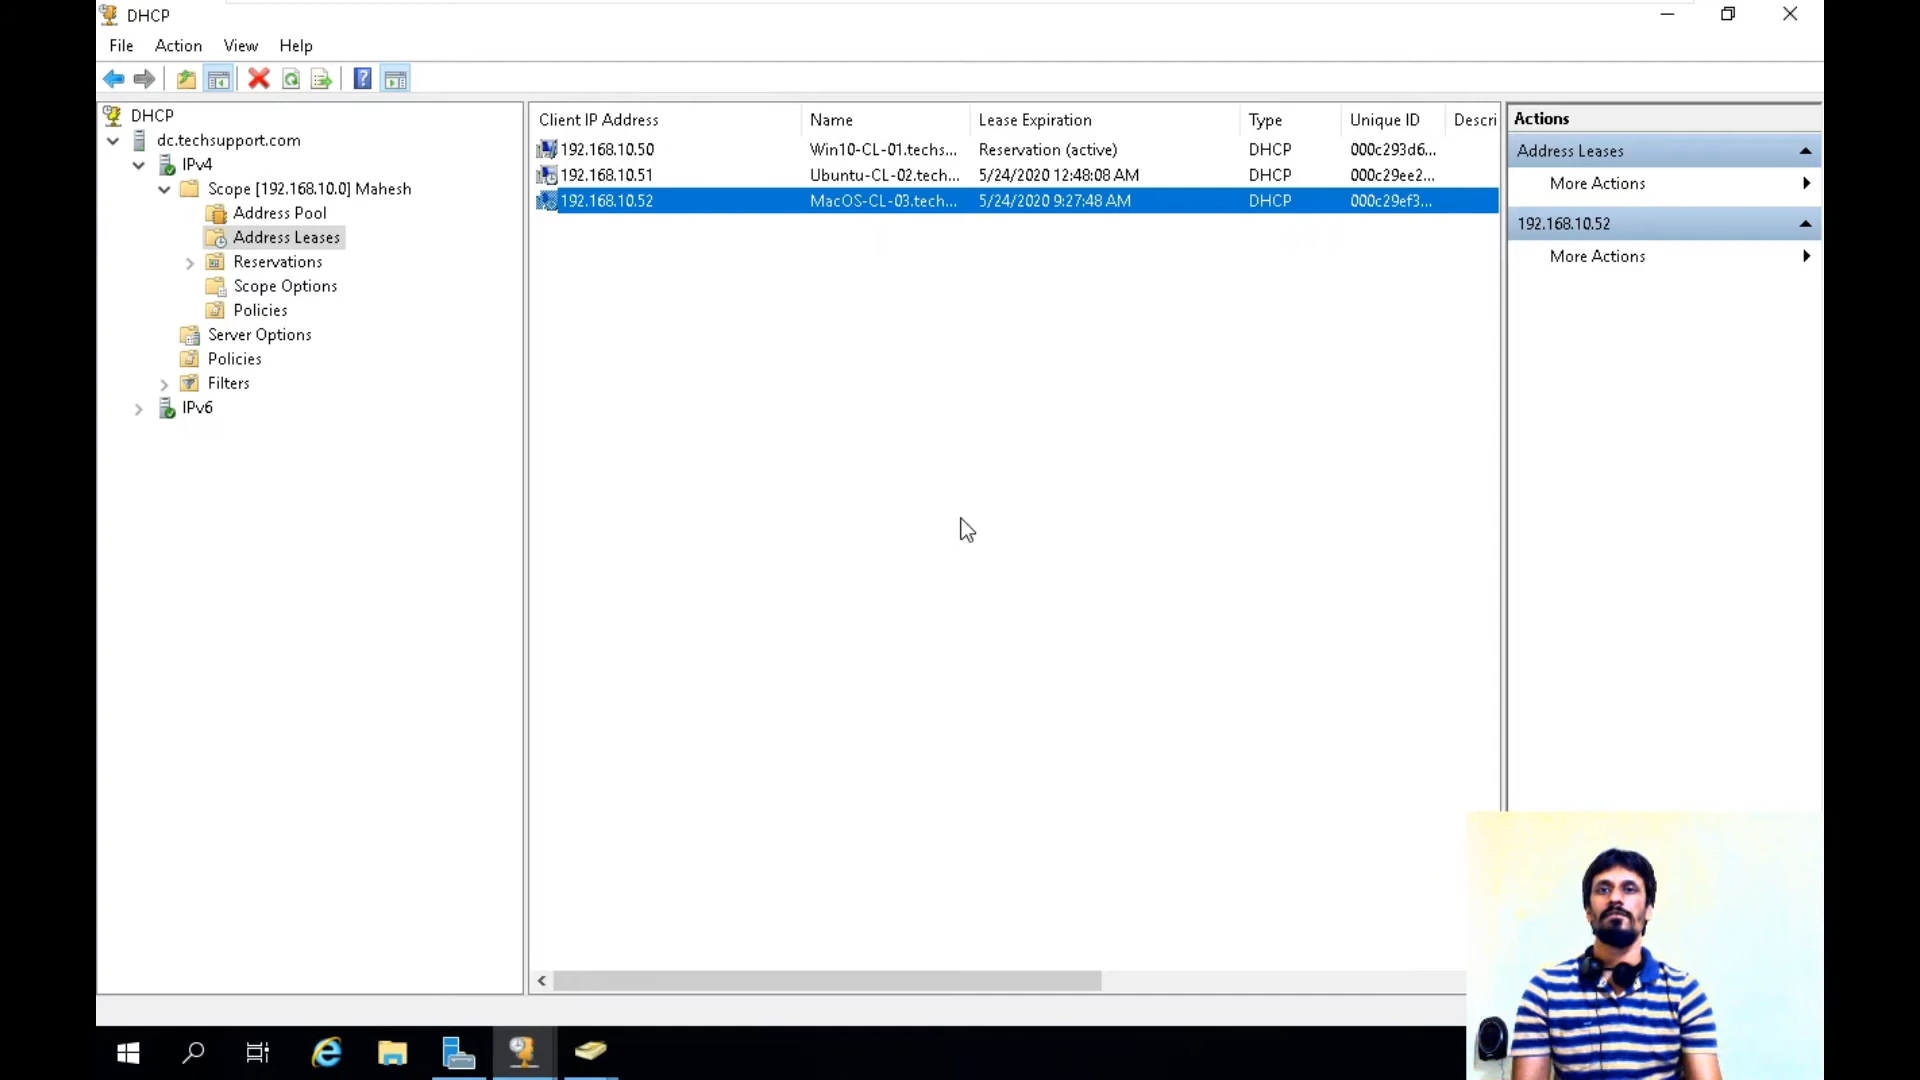 DHCP
File Action View Help
DHCP
dc.techsupport.com
IPv4
Scope [192.168.10.0] Mahesh
Address Pool
Address Leases
Reservations
Scope Options
Policies
Server Options
Policies
Filters
IPv6
Client IP Address Name Lease Expiration Type Unique ID Descri
192.168.10.50 Win10-CL-01.techs... Reservation (active) DHCP 000c293d6...
192.168.10.51 Ubuntu-CL-02.tech... 5/24/2020 12:48:08 AM DHCP 000c29ee2...
192.168.10.52 MacOS-CL-03.tech... 5/24/2020 9:27:48 AM DHCP 000c29ef3...
Actions
Address Leases
More Actions
192.168.10.52
More Actions